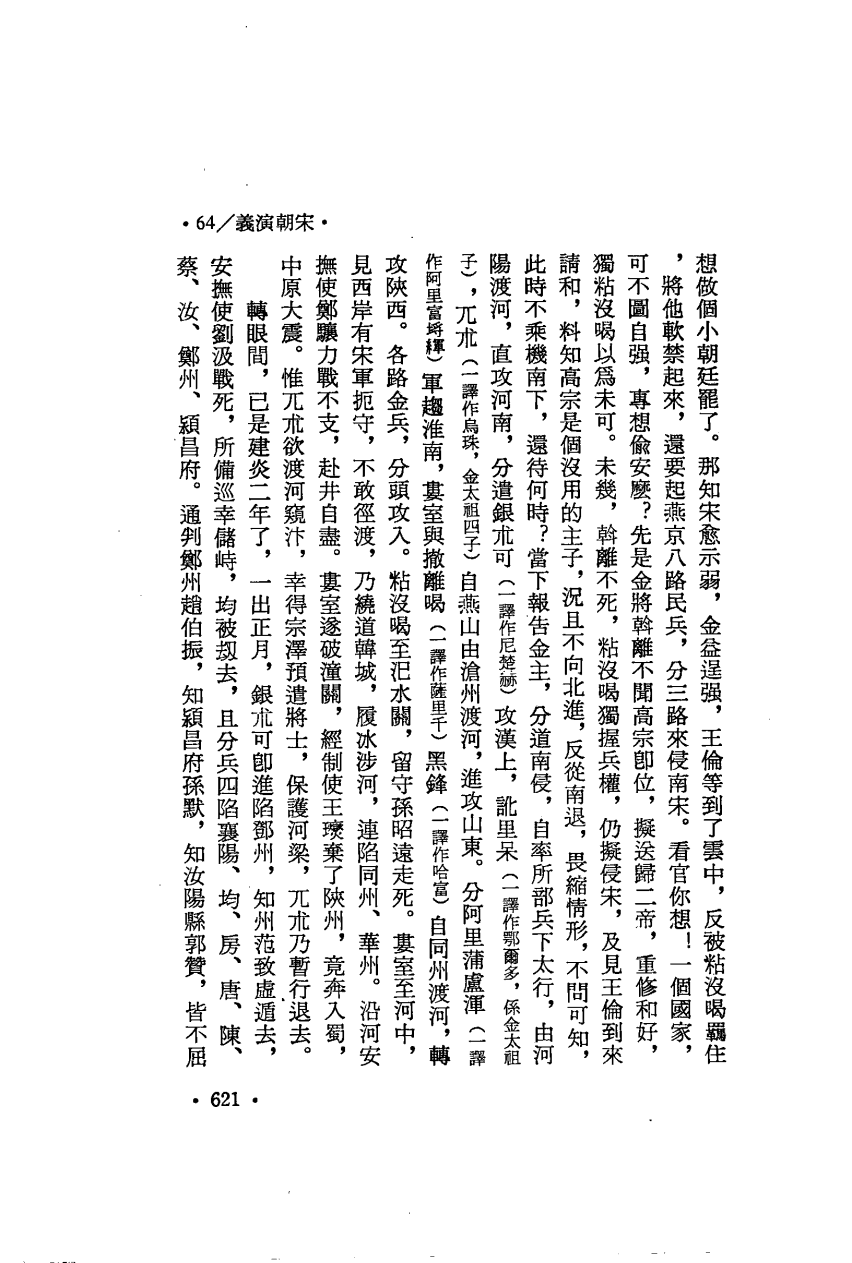 ·64／義演朝宋·
想做個小朝廷罷了。那知宋愈示弱，金益逞强，王倫等到了雲中，反被粘沒喝羈住
，將他軟禁起來，還要起燕京八路民兵，分三路來侵南宋。看官你想！一個國家，
可不圖自强，專想偸安麼？先是金將斡離不聞高宗卽位，擬送歸二帝，重修和好，
獨粘沒喝以爲未可。未幾，斡離不死，粘沒喝獨握兵權，仍擬侵宋，及見王倫到來
請和，料知高宗是個沒用的主子，況且不向北進，反從南退，畏縮情形，不問可知，
此時不乘機南下，還待何時？當下報告金主，分道南侵，自率所部兵下太行，由河
陽渡河，直攻河南，分遣銀朮可（一譯作尼楚赫）攻漢上，訛里朵（一譯作鄂爾多，係金太祖
子），兀朮（一譯作烏珠，金太祖四子）自燕山由滄州渡河，進攻山東。分阿里蒲盧渾（一譯
作阿里富埓琿）軍趨淮南，婁室與撤離喝（一譯作薩里干）黑鋒（一譯作哈富）自同州渡河，轉
攻陝西。各路金兵，分頭攻入。粘沒喝至汜水關，留守孫昭遠走死。婁室至河中，
見西岸有宋軍扼守，不敢徑渡，乃繞道韓城，履冰涉河，連陷同州、華州。沿河安
撫使鄭驤力戰不支，赴井自盡。婁室遂破潼關，經制使王𤫉棄了陝州，竟奔入蜀，
中原大震。惟兀朮欲渡河窺汴，幸得宗澤預遣將士，保護河梁，兀朮乃暫行退去。
轉眼間，已是建炎二年了，一出正月，銀朮可卽進陷鄧州，知州范致虛遁去，
安撫使劉汲戰死，所備巡幸儲峙，均被刼去，且分兵四陷襄陽、均、房、唐、陳、
蔡、汝、鄭州、潁昌府。通判鄭州趙伯振，知潁昌府孫默，知汝陽縣郭贊，皆不屈
·621·